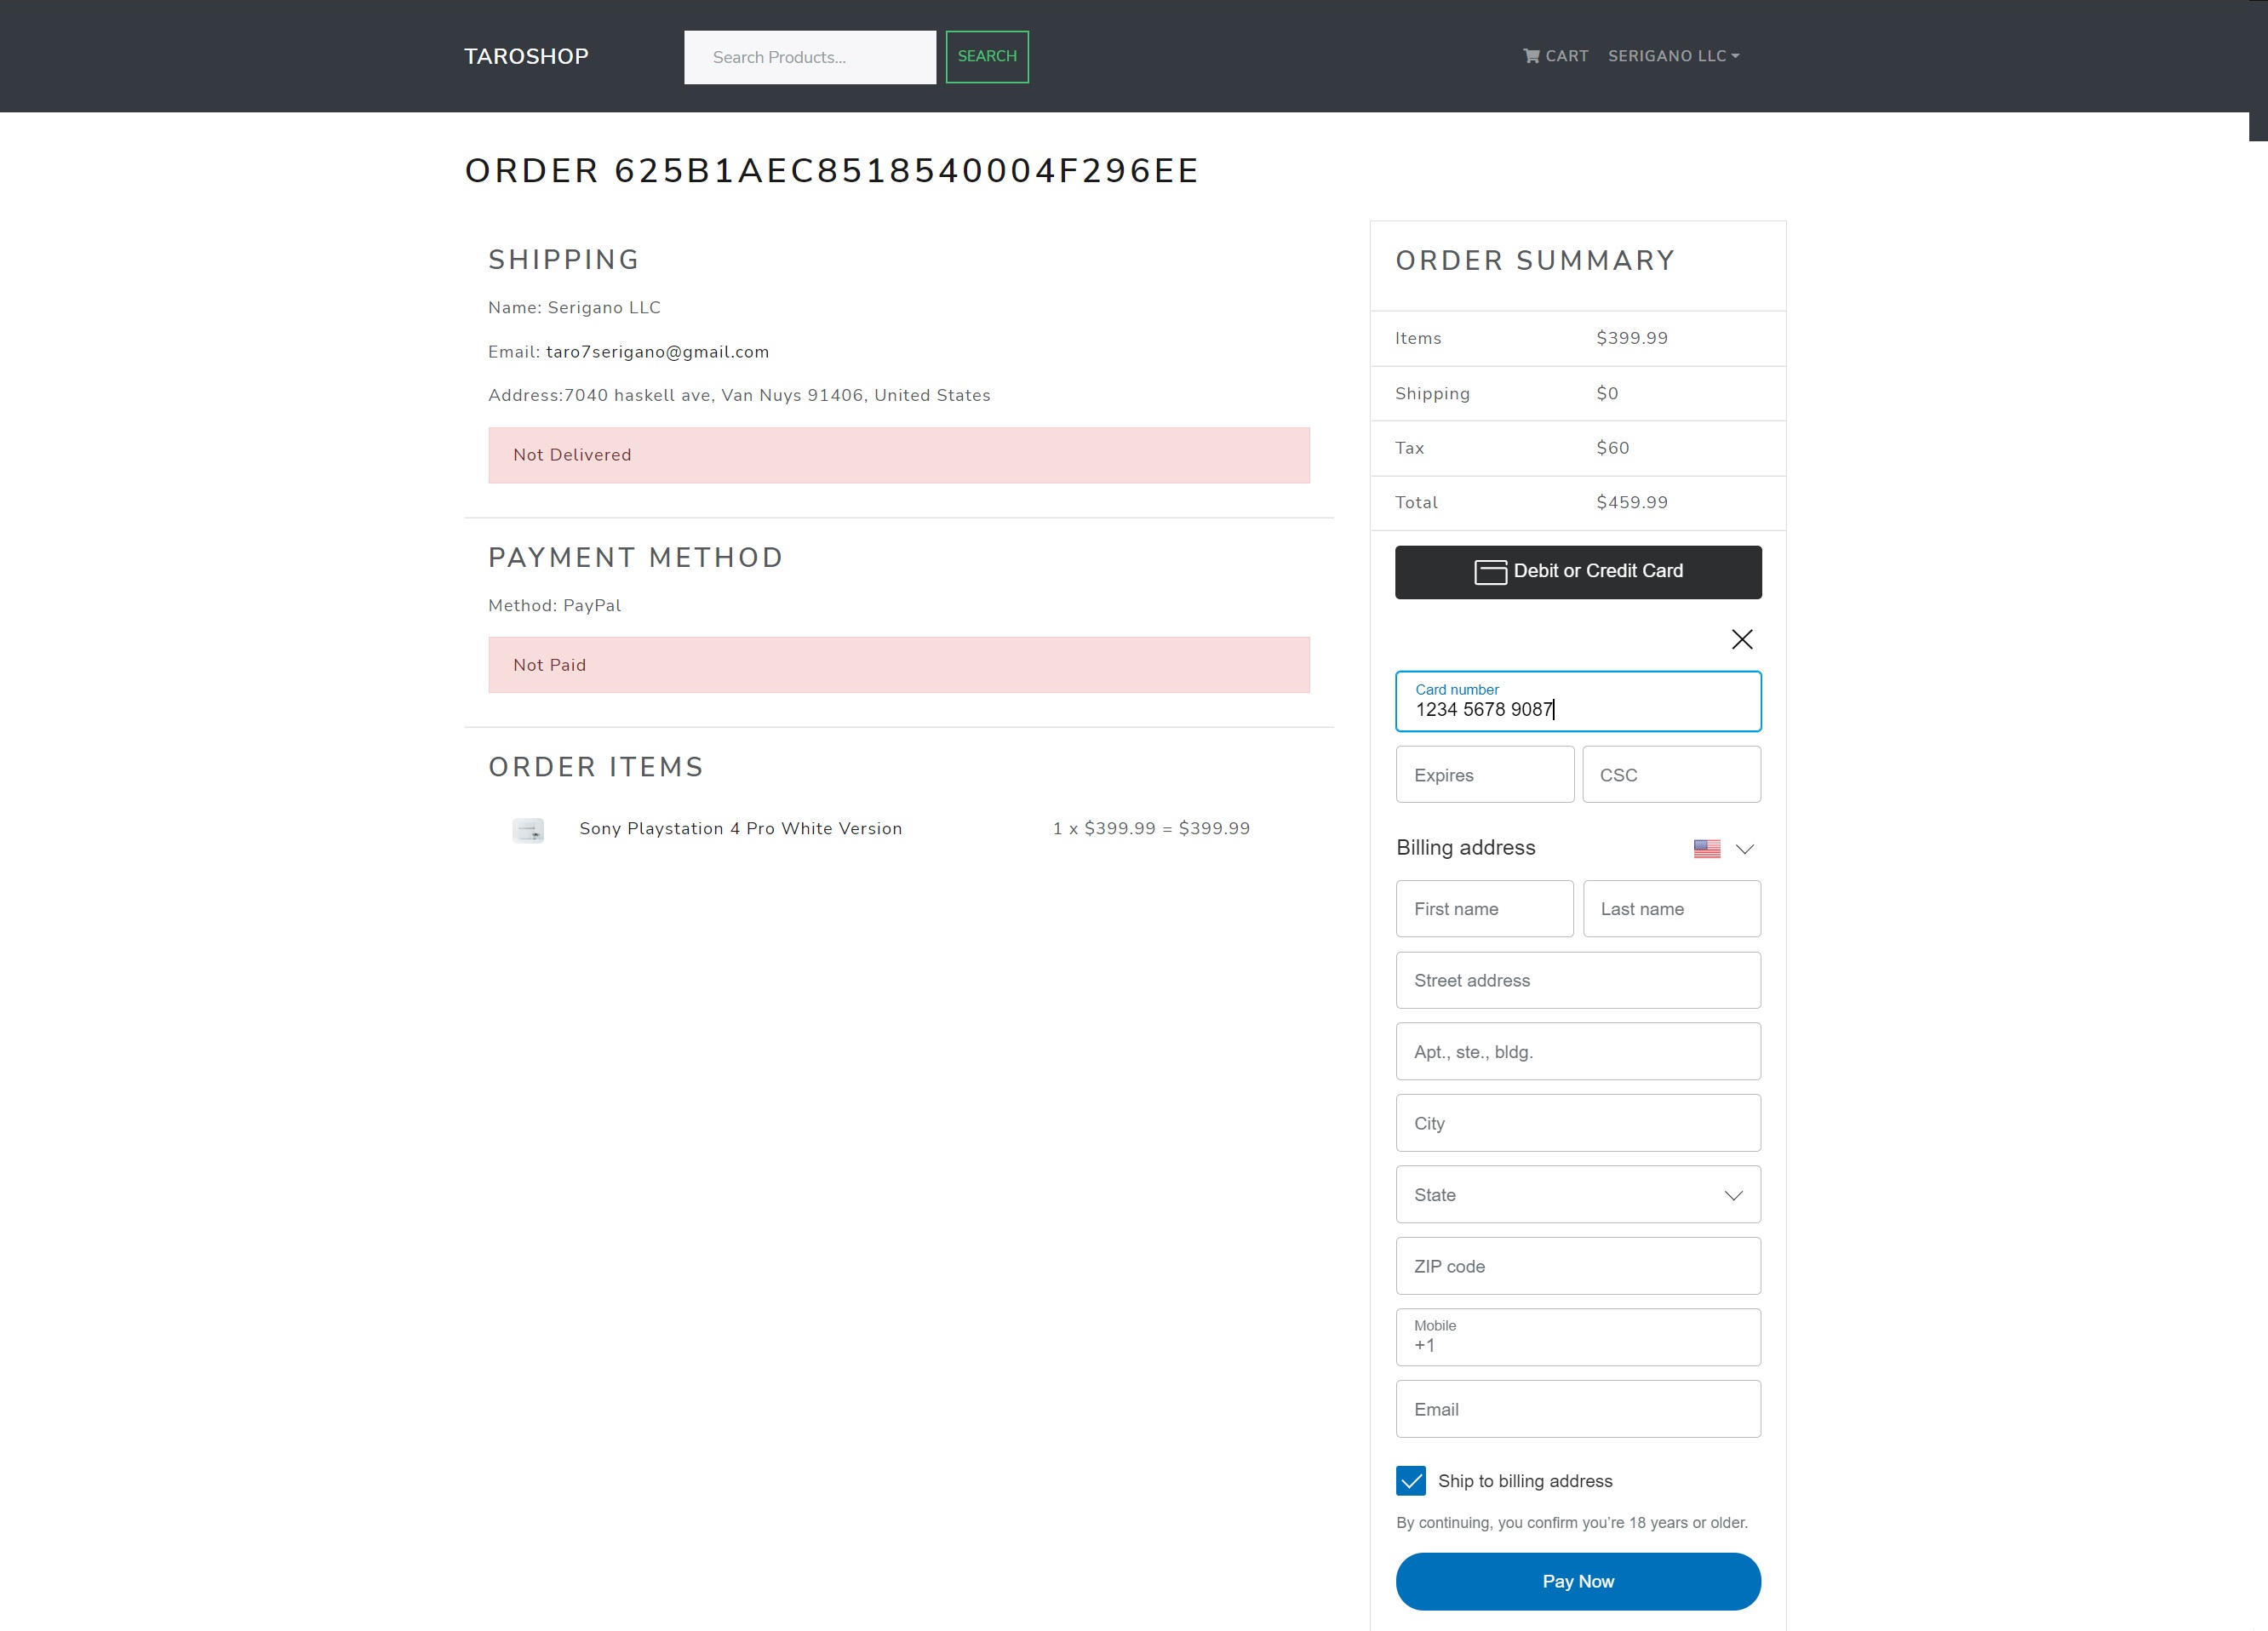 TAROSHOP
Search Products...
SEARCH
CART
SERIGANO LLC
ORDER 625B1AEC8518540004F296EE
SHIPPING
Name: Serigano LLC
Email: taro7serigano@gmail.com
Address:7040 haskell ave, Van Nuys 91406, United States
Not Delivered
PAYMENT METHOD
Method: PayPal
Not Paid
ORDER ITEMS
Sony Playstation 4 Pro White Version
1 x $399.99 = $399.99
ORDER SUMMARY
Items $399.99
Shipping $0
Tax $60
Total $459.99
Debit or Credit Card
Card number
1234 5678 9087
Expires
CSC
Billing address
First name
Last name
Street address
Apt., ste., bldg.
City
State
ZIP code
Mobile
+1
Email
Ship to billing address
By continuing, you confirm you’re 18 years or older.
Pay Now